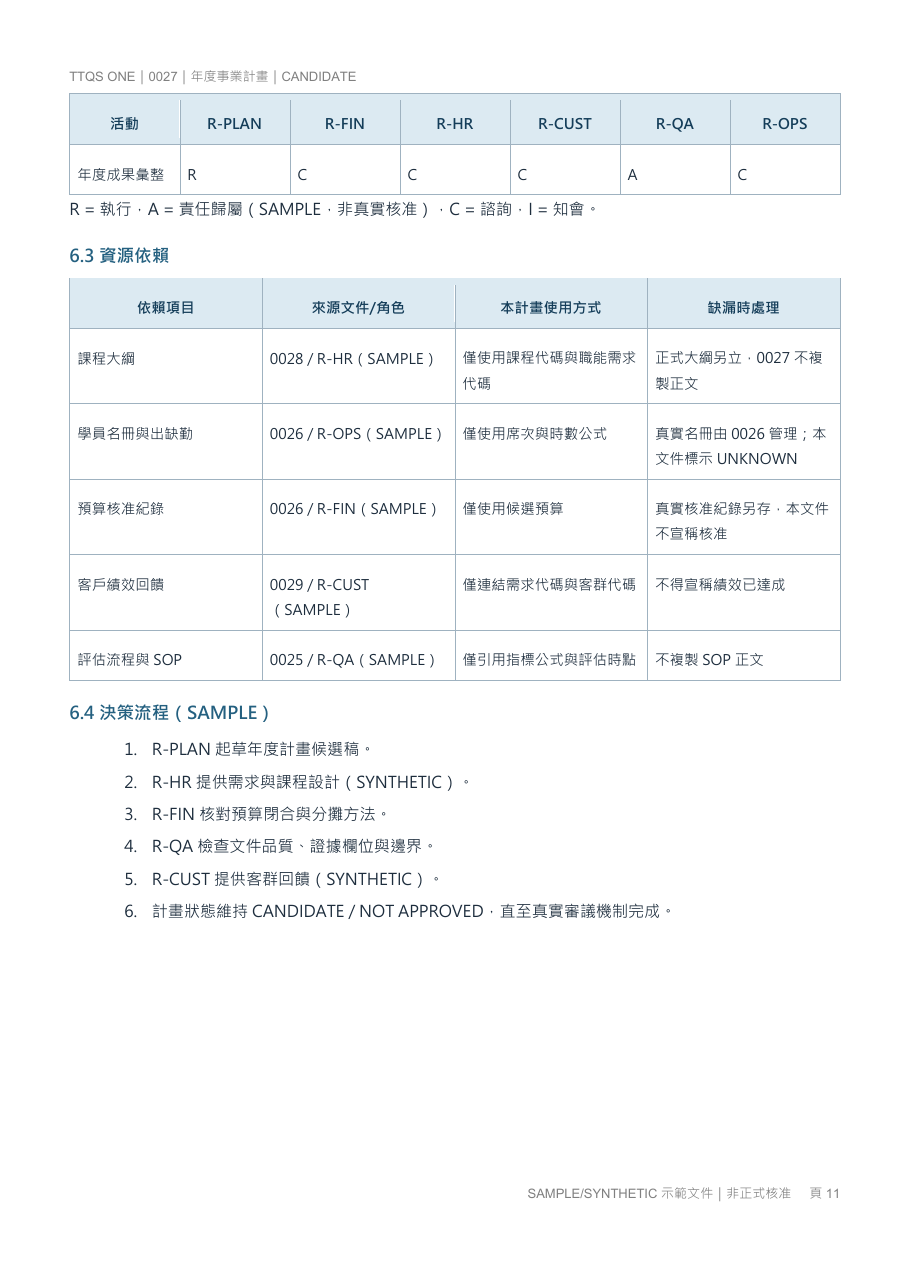 TTQS ONE｜0027｜年度事業計畫｜CANDIDATE
活動 R-PLAN R-FIN R-HR R-CUST R-QA R-OPS
年度成果彙整 R C C C A C
R = 執行，A = 責任歸屬（SAMPLE，非真實核准），C = 諮詢，I = 知會。
6.3 資源依賴
依賴項目 來源文件/角色 本計畫使用方式 缺漏時處理
課程大綱 0028 / R-HR（SAMPLE） 僅使用課程代碼與職能需求 正式大綱另立，0027 不複
代碼 製正文
學員名冊與出缺勤 0026 / R-OPS（SAMPLE） 僅使用席次與時數公式 真實名冊由 0026 管理；本
文件標示 UNKNOWN
預算核准紀錄 0026 / R-FIN（SAMPLE） 僅使用候選預算 真實核准紀錄另存，本文件
不宣稱核准
客戶績效回饋 0029 / R-CUST 僅連結需求代碼與客群代碼 不得宣稱績效已達成
（SAMPLE）
評估流程與 SOP 0025 / R-QA（SAMPLE） 僅引用指標公式與評估時點 不複製 SOP 正文
6.4 決策流程（SAMPLE）
1. R-PLAN 起草年度計畫候選稿。
2. R-HR 提供需求與課程設計（SYNTHETIC）。
3. R-FIN 核對預算閉合與分攤方法。
4. R-QA 檢查文件品質、證據欄位與邊界。
5. R-CUST 提供客群回饋（SYNTHETIC）。
6. 計畫狀態維持 CANDIDATE / NOT APPROVED，直至真實審議機制完成。
SAMPLE/SYNTHETIC 示範文件｜非正式核准 頁 11